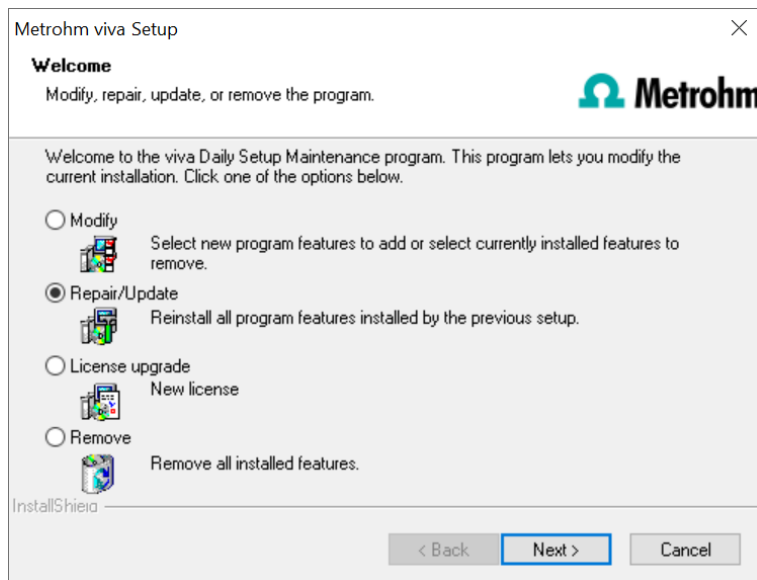 Metrohm viva Setup
Welcome
Modify, repair, update, or remove the program.
Metrohm
Welcome to the viva Daily Setup Maintenance program. This program lets you modify the
current installation. Click one of the options below.
Modify
Select new program features to add or select currently installed features to
remove.
Repair/Update
Reinstall all program features installed by the previous setup.
License upgrade
New license
Remove
Remove all installed features.
InstallShield
< Back
Next >
Cancel